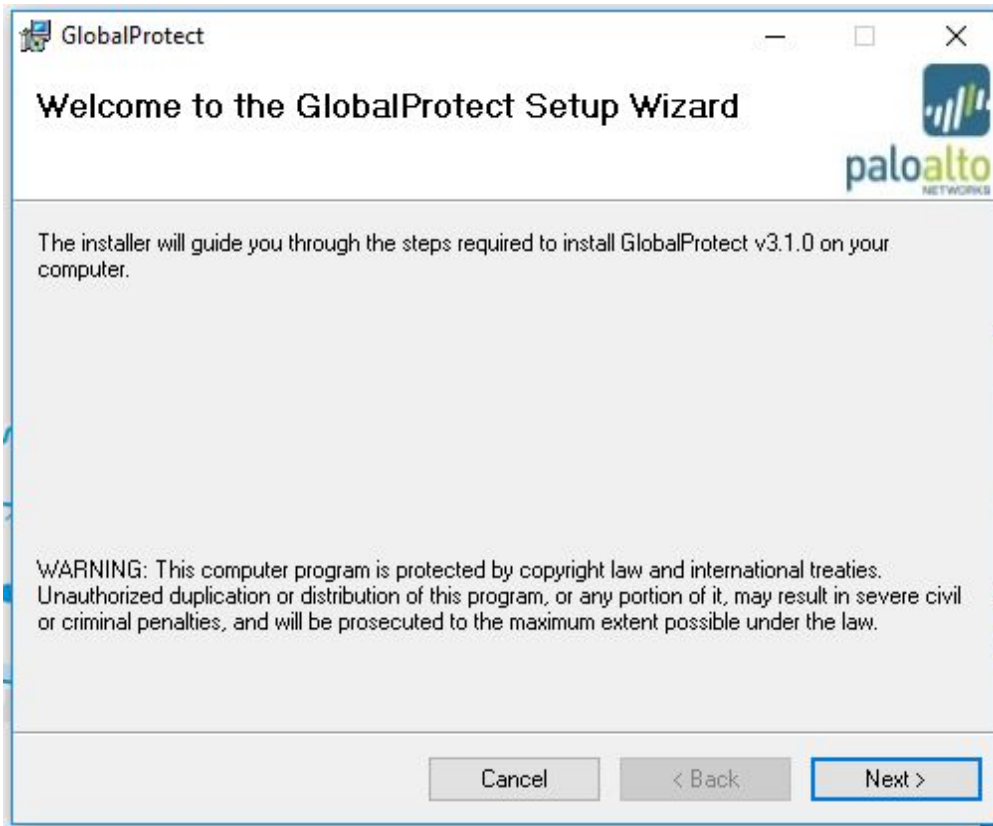 GlobalProtect
Welcome to the GlobalProtect Setup Wizard
paloalto
NETWORKS
The installer will guide you through the steps required to install GlobalProtect v3.1.0 on your
computer.
WARNING: This computer program is protected by copyright law and international treaties.
Unauthorized duplication or distribution of this program, or any portion of it, may result in severe civil
or criminal penalties, and will be prosecuted to the maximum extent possible under the law.
Cancel
< Back
Next >